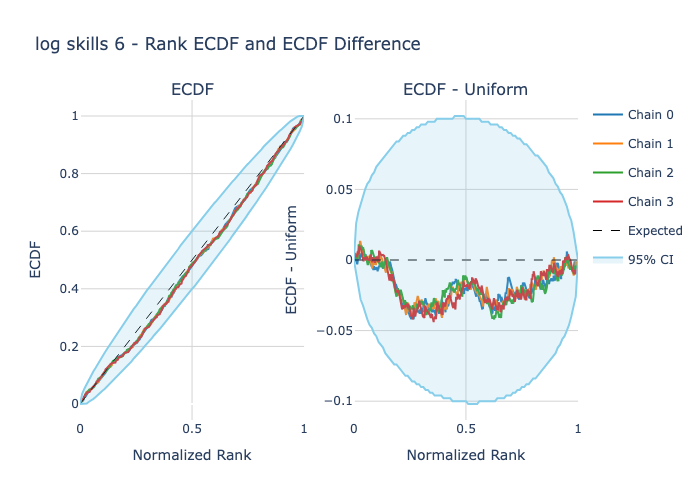 log skills 6 - Rank ECDF and ECDF Difference
ECDF
ECDF - Uniform
1
0.8
0.6
0.4
0.2
0
0
0.5
1
ECDF
Normalized Rank
0.1
0.05
0
−0.05
−0.1
0
0.5
1
ECDF - Uniform
Normalized Rank
Chain 0
Chain 1
Chain 2
Chain 3
Expected
95% CI